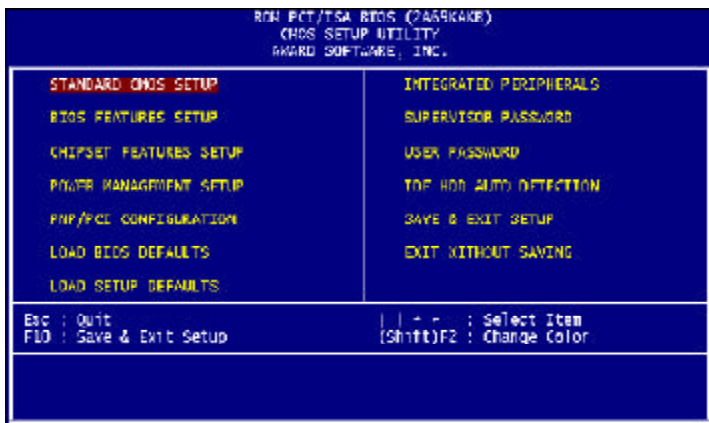 ROM PCI/ISA BIOS (2A69KAKB)
CMOS SETUP UTILITY
AWARD SOFTWARE, INC.
STANDARD CMOS SETUP
BIOS FEATURES SETUP
CHIPSET FEATURES SETUP
POWER MANAGEMENT SETUP
PNP/PCI CONFIGURATION
LOAD BIOS DEFAULTS
LOAD SETUP DEFAULTS
INTEGRATED PERIPHERALS
SUPERVISOR PASSWORD
USER PASSWORD
IDE HDD AUTO DETECTION
SAVE & EXIT SETUP
EXIT WITHOUT SAVING
Esc : Quit
F10 : Save & Exit Setup
: Select Item
(Shift)F2 : Change Color